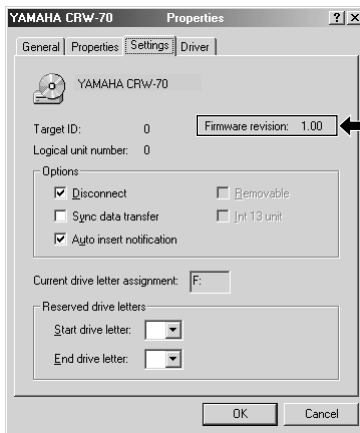 YAMAHA CRW-70 Properties ? ×
General Properties Settings Driver
YAMAHA CRW-70
Target ID: 0 Firmware revision: 1.00
Logical unit number: 0
Options
Disconnect Removable
Sync data transfer Int 13 unit
Auto insert notification
Current drive letter assignment: F:
Reserved drive letters
Start drive letter:
End drive letter:
OK Cancel